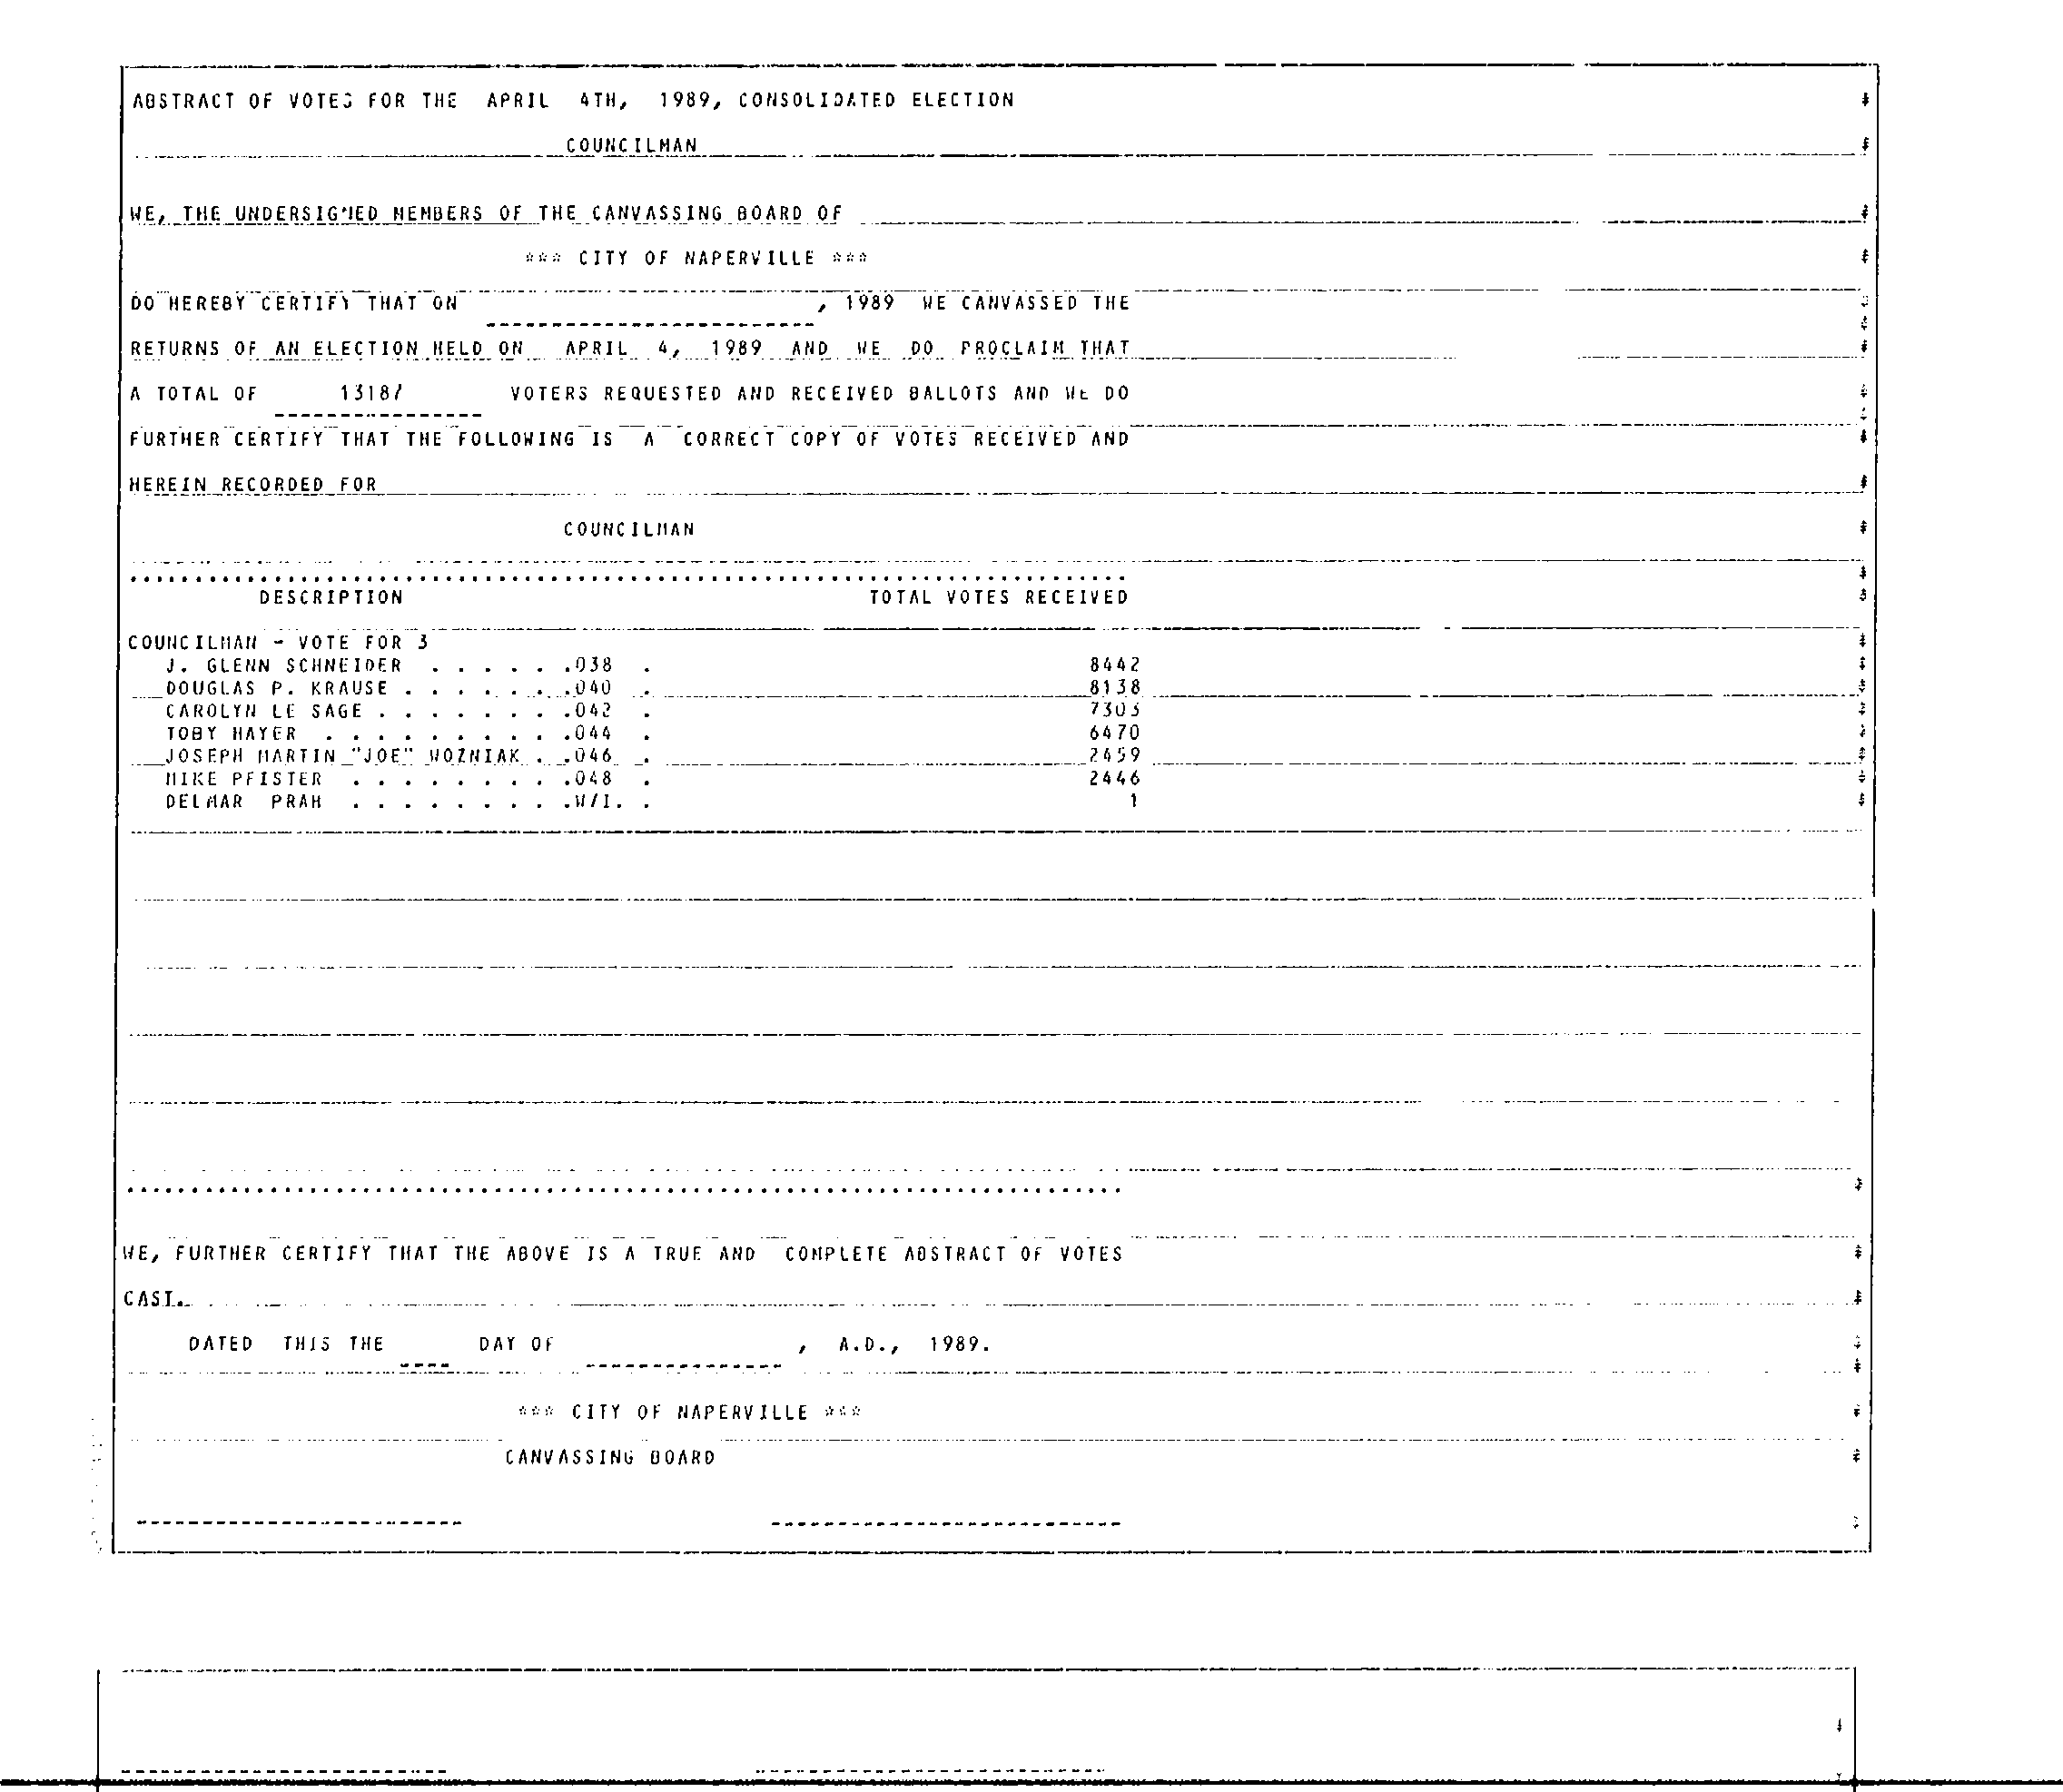 ABSTRACT OF VOTES FOR THE APRIL 4TH, 1989, CONSOLIDATED ELECTION
COUNCILMAN
WE, THE UNDERSIGNED MEMBERS OF THE CANVASSING BOARD OF
*** CITY OF NAPERVILLE ***
DO HEREBY CERTIFY THAT ON , 1989 WE CANVASSED THE
RETURNS OF AN ELECTION HELD ON APRIL 4, 1989 AND WE DO PROCLAIM THAT
A TOTAL OF 13187 VOTERS REQUESTED AND RECEIVED BALLOTS AND WE DO
FURTHER CERTIFY THAT THE FOLLOWING IS A CORRECT COPY OF VOTES RECEIVED AND
HEREIN RECORDED FOR
COUNCILMAN
DESCRIPTION TOTAL VOTES RECEIVED
COUNCILMAN - VOTE FOR 3
J. GLENN SCHNEIDER . . . . . .038 . 8442
DOUGLAS P. KRAUSE . . . . . . .040 . 8138
CAROLYN LE SAGE . . . . . . . .042 . 7303
TOBY HAYER . . . . . . . . . .044 . 6470
JOSEPH MARTIN "JOE" WOZNIAK . .046 . 2459
MIKE PFISTER . . . . . . . . .048 . 2446
DELMAR PRAH . . . . . . . . .W/I. . 1
WE, FURTHER CERTIFY THAT THE ABOVE IS A TRUE AND COMPLETE ABSTRACT OF VOTES
CAST.
DATED THIS THE DAY OF , A.D., 1989.
*** CITY OF NAPERVILLE ***
CANVASSING BOARD